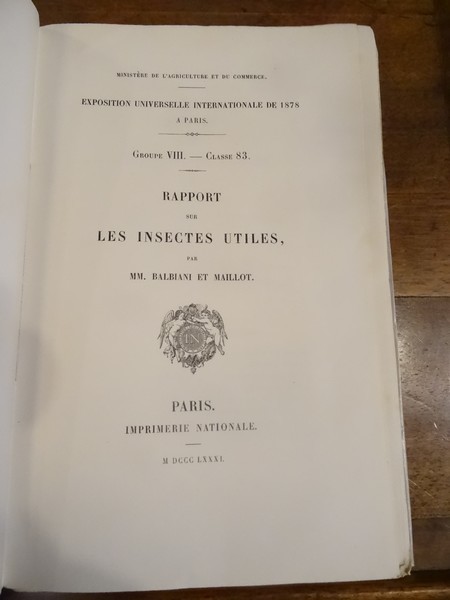 MINISTÈRE DE L'AGRICULTURE ET DU COMMERCE.
EXPOSITION UNIVERSELLE INTERNATIONALE DE 1878
A PARIS.
GROUPE VIII. — CLASSE 83.
RAPPORT
SUR
LES INSECTES UTILES,
PAR
MM. BALBIANI ET MAILLOT.
IN
PARIS.
IMPRIMERIE NATIONALE.
M DCCC LXXXI.